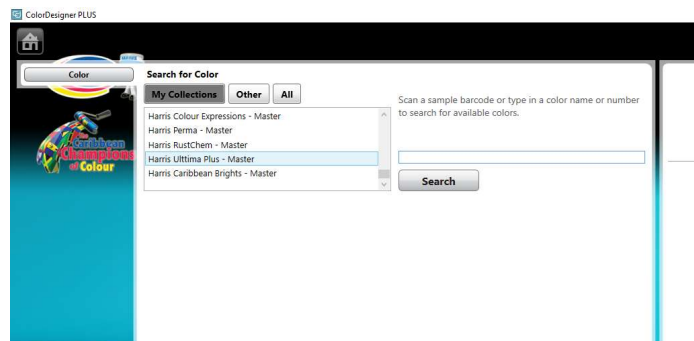 ColorDesigner PLUS
HOME
Color
Search for Color
My Collections Other All
Harris Colour Expressions - Master
Harris Perma - Master
Harris RustChem - Master
Harris Ulttima Plus - Master
Harris Caribbean Brights - Master
Scan a sample barcode or type in a color name or number
to search for available colors.
Search
The
Caribbean
Champions
of Colour